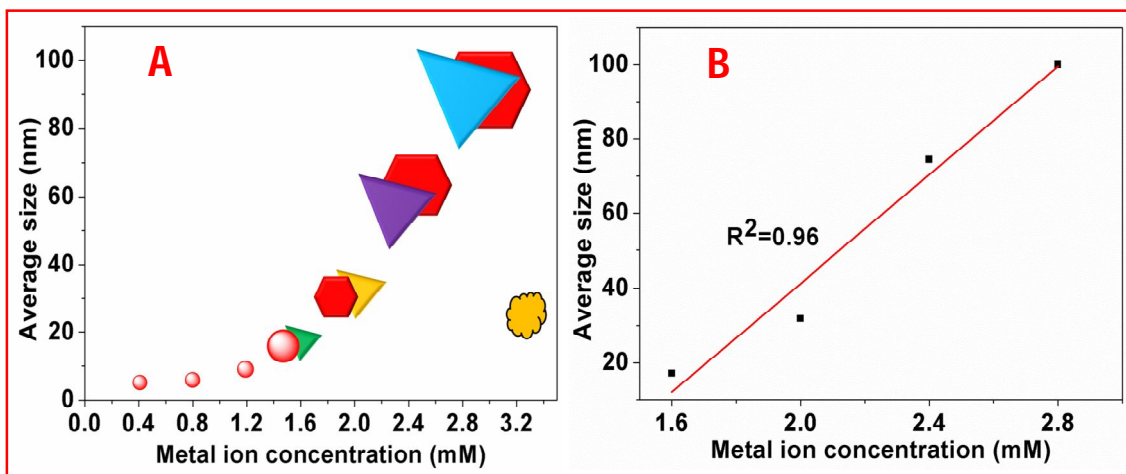 A
Average size (nm)
100
80
60
40
20
0
0.0 0.4 0.8 1.2 1.6 2.0 2.4 2.8 3.2
Metal ion concentration (mM)
B
Average size (nm)
100
80
60
40
20
R²=0.96
1.6 2.0 2.4 2.8
Metal ion concentration (mM)